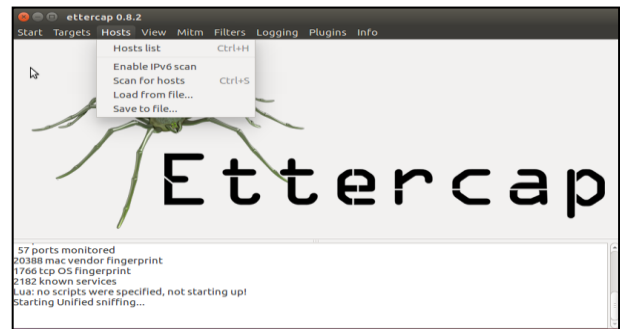 ettercap 0.8.2
Start Targets Hosts View Mitm Filters Logging Plugins Info
Hosts list Ctrl+H
Enable IPv6 scan
Scan for hosts Ctrl+S
Load from file...
Save to file...
Ettercap
57 ports monitored
20388 mac vendor fingerprint
1766 tcp OS fingerprint
2182 known services
Lua: no scripts were specified, not starting up!
Starting Unified sniffing...